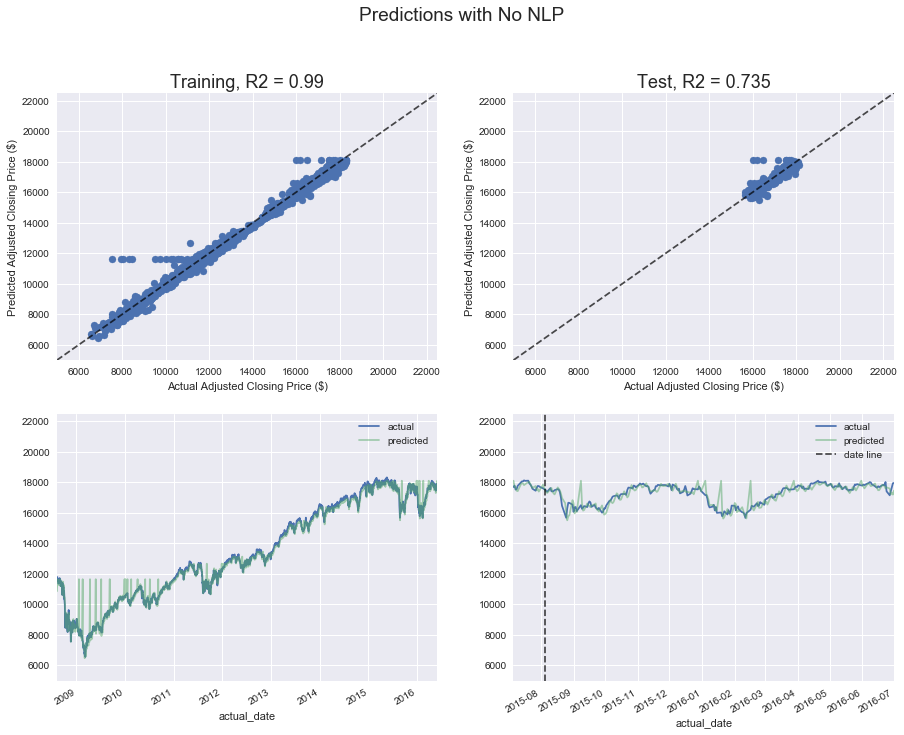 Predictions with No NLP
Training, R2 = 0.99
22000
20000
18000
16000
14000
12000
10000
8000
6000
Predicted Adjusted Closing Price ($)
6000 8000 10000 12000 14000 16000 18000 20000 22000
Actual Adjusted Closing Price ($)
Test, R2 = 0.735
22000
20000
18000
16000
14000
12000
10000
8000
6000
Predicted Adjusted Closing Price ($)
6000 8000 10000 12000 14000 16000 18000 20000 22000
Actual Adjusted Closing Price ($)
22000
20000
18000
16000
14000
12000
10000
8000
6000
actual
predicted
2009 2010 2011 2012 2013 2014 2015 2016
actual_date
22000
20000
18000
16000
14000
12000
10000
8000
6000
actual
predicted
date line
2015-08 2015-09 2015-10 2015-11 2015-12 2016-01 2016-02 2016-03 2016-04 2016-05 2016-06 2016-07
actual_date